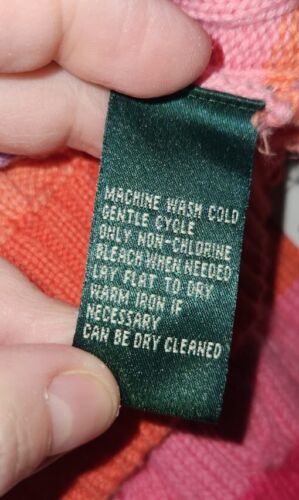 MACHINE WASH COLD
GENTLE CYCLE
ONLY NON-CHLORINE
BLEACH WHEN NEEDED
LAY FLAT TO DRY
WARM IRON IF
NECESSARY
CAN BE DRY CLEANED